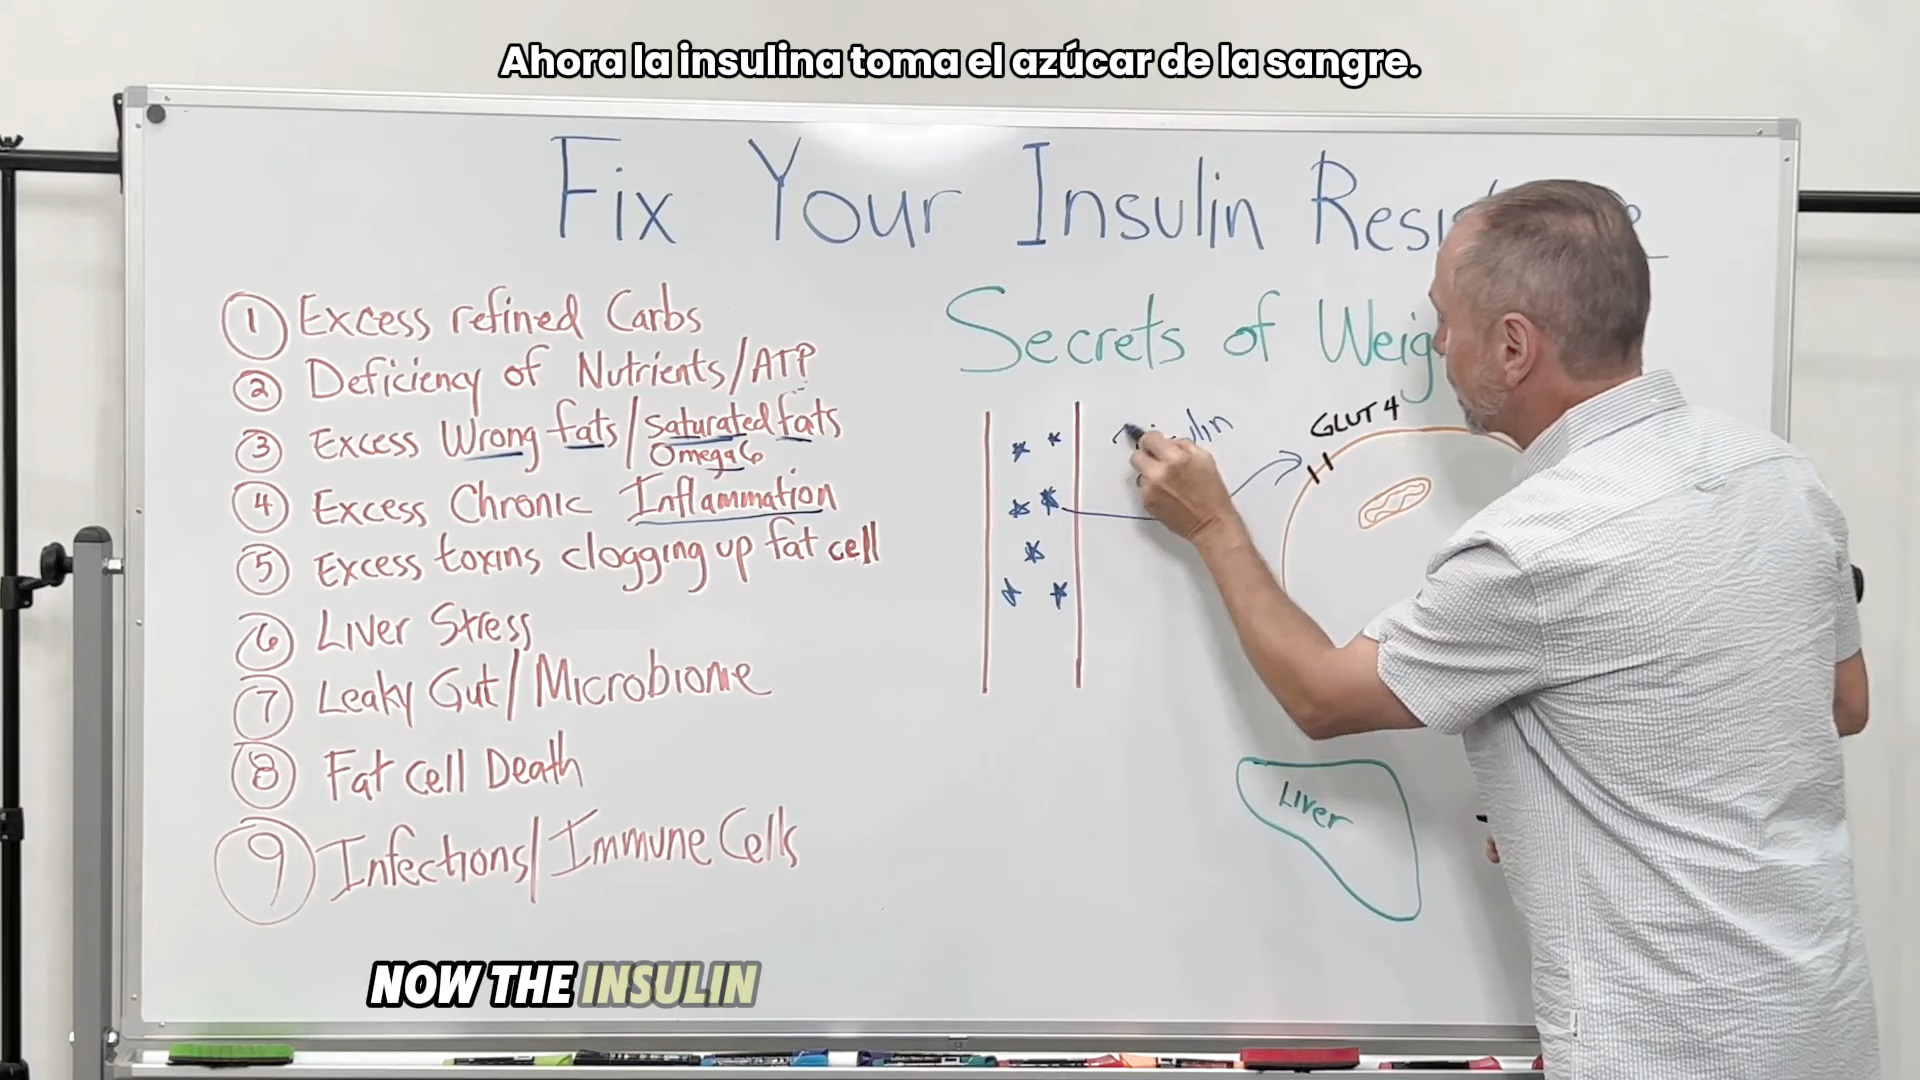 Ahora la insulina toma el azúcar de la sangre.
Fix Your Insulin
Secrets of
① Excess refined Carbs
② Deficiency of Nutrients/ATP
③ Excess Wrong fats/Saturated fats
Omega 6
④ Excess Chronic Inflammation
⑤ Excess toxins clogging up fat cell
⑥ Liver Stress
⑦ Leaky Gut/Microbiome
⑧ Fat cell Death
⑨ Infections/Immune Cells
GLUT 4
Liver
NOW THE INSULIN